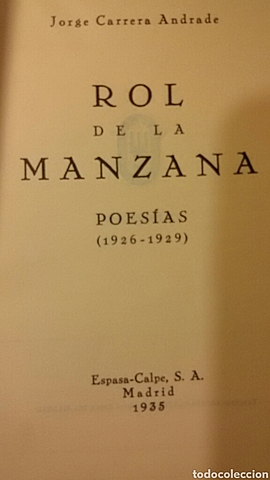 Jorge Carrera Andrade
ROL
DE LA
MANZANA
POESÍAS
(1926-1929)
Espasa-Calpe, S. A.
Madrid
1935
todocoleccion